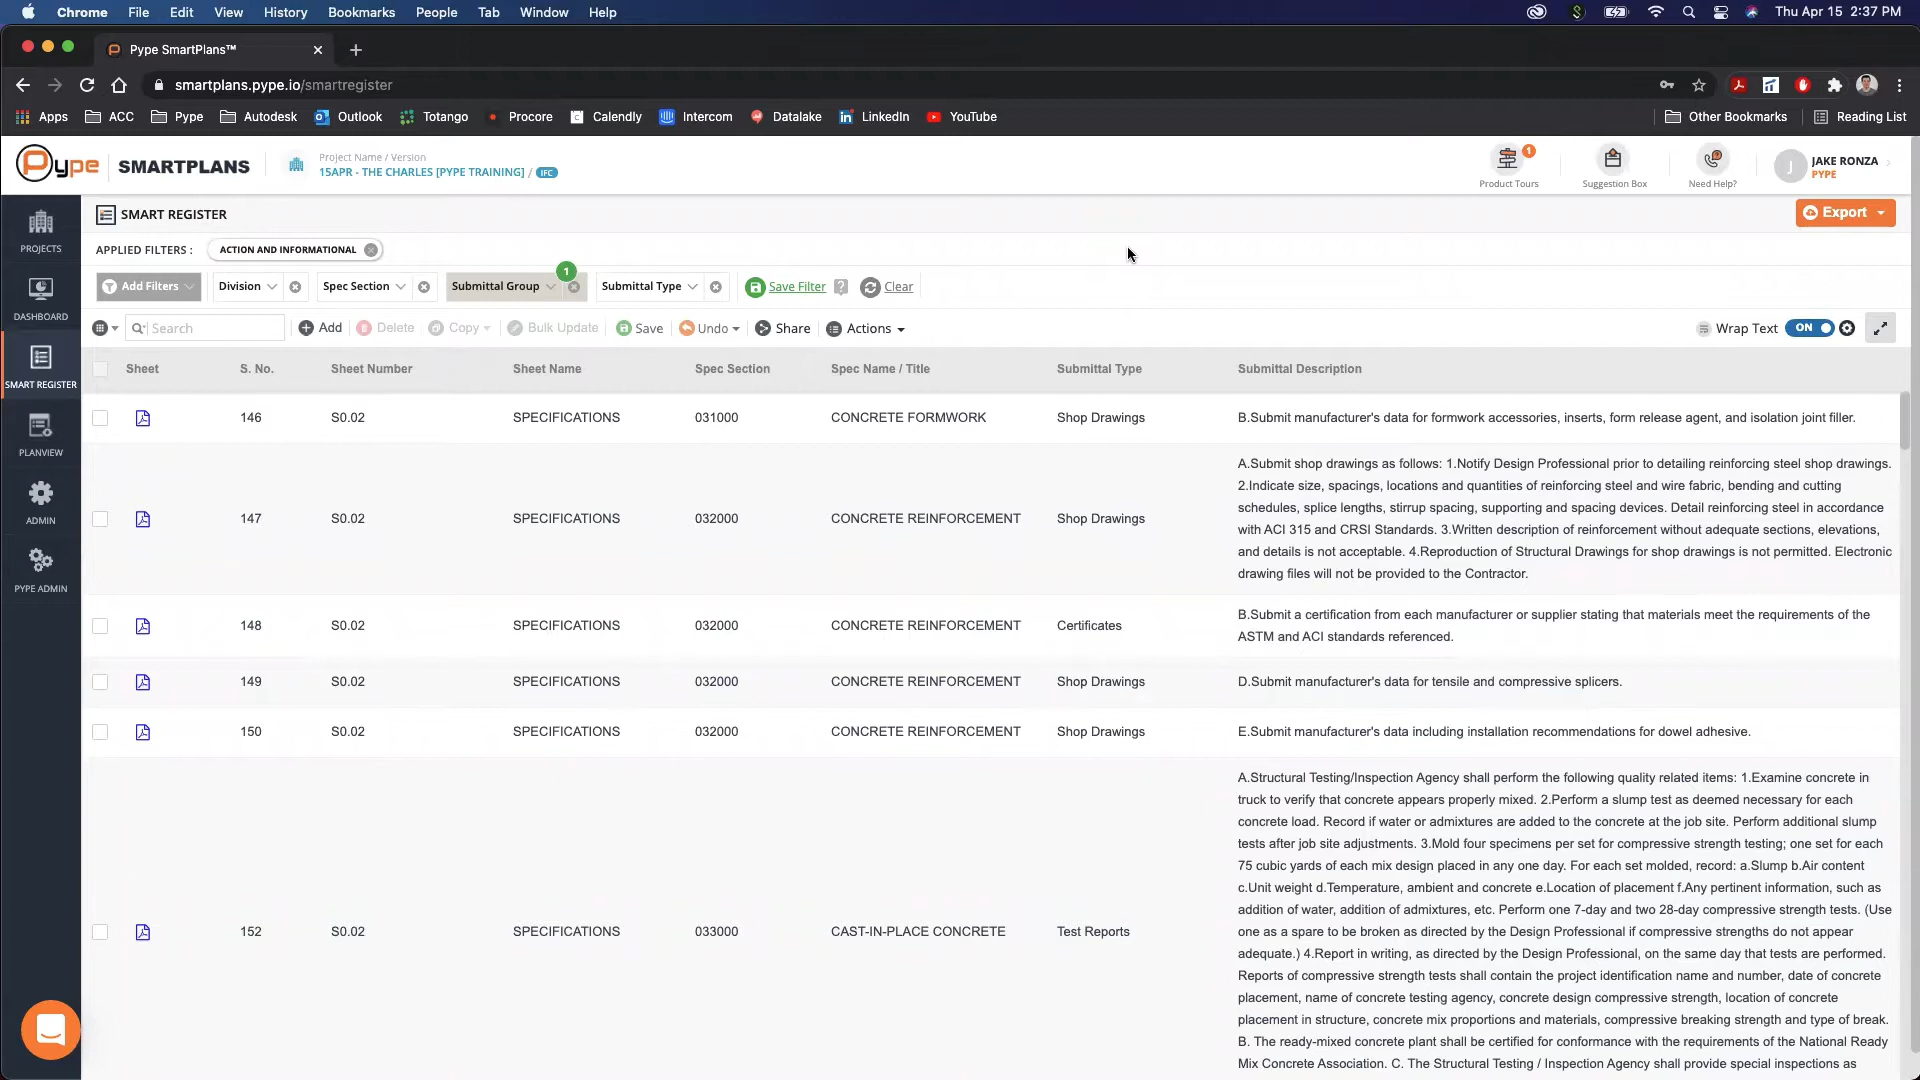 Chrome File Edit View History Bookmarks People Tab Window Help Thu Apr 15 2:37 PM
Pype SmartPlans™
smartplans.pype.io/smartregister
Apps ACC Pype Autodesk Outlook Totango Procore Calendly Intercom Datalake LinkedIn YouTube Other Bookmarks Reading List
Pype SMARTPLANS
Project Name / Version
15APR - THE CHARLES [PYPE TRAINING] / IFC
1
Product Tours
Suggestion Box
Need Help?
J
JAKE RONZA
PYPE
PROJECTS
DASHBOARD
SMART REGISTER
PLANVIEW
ADMIN
PYPE ADMIN
SMART REGISTER
Export
APPLIED FILTERS : ACTION AND INFORMATIONAL
1
Add Filters Division Spec Section Submittal Group Submittal Type Save Filter ? Clear
Search Add Delete Copy Bulk Update Save Undo Share Actions Wrap Text ON
Sheet S. No. Sheet Number Sheet Name Spec Section Spec Name / Title Submittal Type Submittal Description
146 S0.02 SPECIFICATIONS 031000 CONCRETE FORMWORK Shop Drawings B.Submit manufacturer's data for formwork accessories, inserts, form release agent, and isolation joint filler.
147 S0.02 SPECIFICATIONS 032000 CONCRETE REINFORCEMENT Shop Drawings
A.Submit shop drawings as follows: 1.Notify Design Professional prior to detailing reinforcing steel shop drawings.
2.Indicate size, spacings, locations and quantities of reinforcing steel and wire fabric, bending and cutting
schedules, splice lengths, stirrup spacing, supporting and spacing devices. Detail reinforcing steel in accordance
with ACI 315 and CRSI Standards. 3.Written description of reinforcement without adequate sections, elevations,
and details is not acceptable. 4.Reproduction of Structural Drawings for shop drawings is not permitted. Electronic
drawing files will not be provided to the Contractor.
148 S0.02 SPECIFICATIONS 032000 CONCRETE REINFORCEMENT Certificates
B.Submit a certification from each manufacturer or supplier stating that materials meet the requirements of the
ASTM and ACI standards referenced.
149 S0.02 SPECIFICATIONS 032000 CONCRETE REINFORCEMENT Shop Drawings D.Submit manufacturer's data for tensile and compressive splicers.
150 S0.02 SPECIFICATIONS 032000 CONCRETE REINFORCEMENT Shop Drawings E.Submit manufacturer's data including installation recommendations for dowel adhesive.
152 S0.02 SPECIFICATIONS 033000 CAST-IN-PLACE CONCRETE Test Reports
A.Structural Testing/Inspection Agency shall perform the following quality related items: 1.Examine concrete in
truck to verify that concrete appears properly mixed. 2.Perform a slump test as deemed necessary for each
concrete load. Record if water or admixtures are added to the concrete at the job site. Perform additional slump
tests after job site adjustments. 3.Mold four specimens per set for compressive strength testing; one set for each
75 cubic yards of each mix design placed in any one day. For each set molded, record: a.Slump b.Air content
c.Unit weight d.Temperature, ambient and concrete e.Location of placement f.Any pertinent information, such as
addition of water, addition of admixtures, etc. Perform one 7-day and two 28-day compressive strength tests. (Use
one as a spare to be broken as directed by the Design Professional if compressive strengths do not appear
adequate.) 4.Report in writing, as directed by the Design Professional, on the same day that tests are performed.
Reports of compressive strength tests shall contain the project identification name and number, date of concrete
placement, name of concrete testing agency, concrete design compressive strength, location of concrete
placement in structure, concrete mix proportions and materials, compressive breaking strength and type of break.
B. The ready-mixed concrete plant shall be certified for conformance with the requirements of the National Ready
Mix Concrete Association. C. The Structural Testing / Inspection Agency shall provide special inspections as